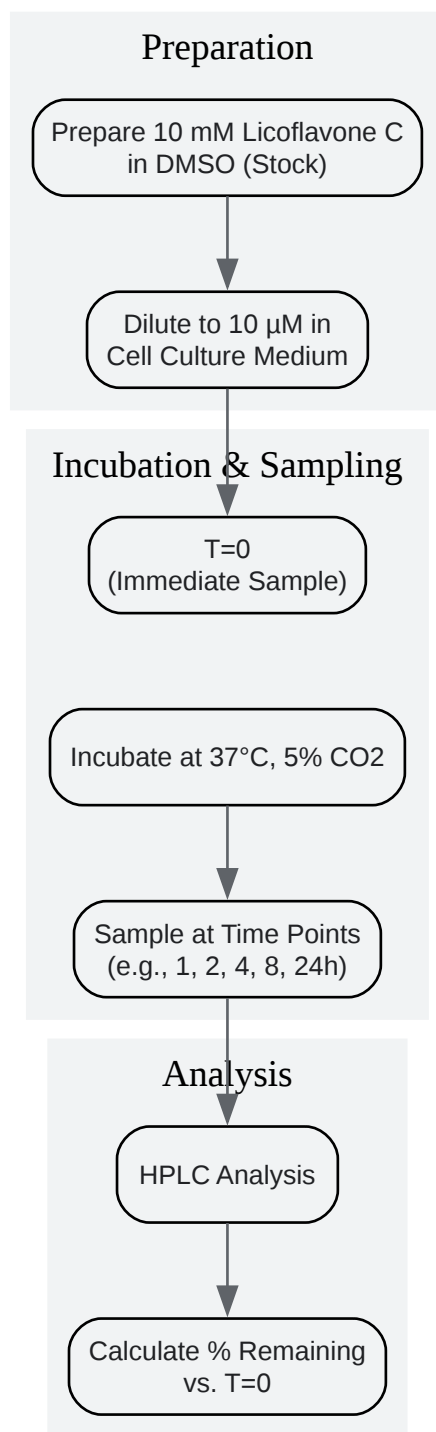 Preparation
Prepare 10 mM Licoflavone C
in DMSO (Stock)
Dilute to 10 µM in
Cell Culture Medium
Incubation & Sampling
T=0
(Immediate Sample)
Incubate at 37°C, 5% CO2
Sample at Time Points
(e.g., 1, 2, 4, 8, 24h)
Analysis
HPLC Analysis
Calculate % Remaining
vs. T=0